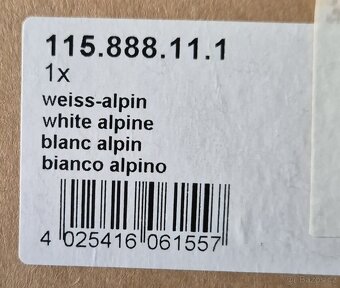 115.888.11.1
1x
weiss-alpin
white alpine
blanc alpin
bianco alpino
4 025416 061557